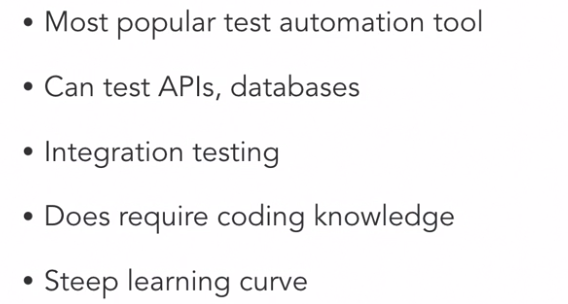 • Most popular test automation tool
• Can test APIs, databases
• Integration testing
• Does require coding knowledge
• Steep learning curve